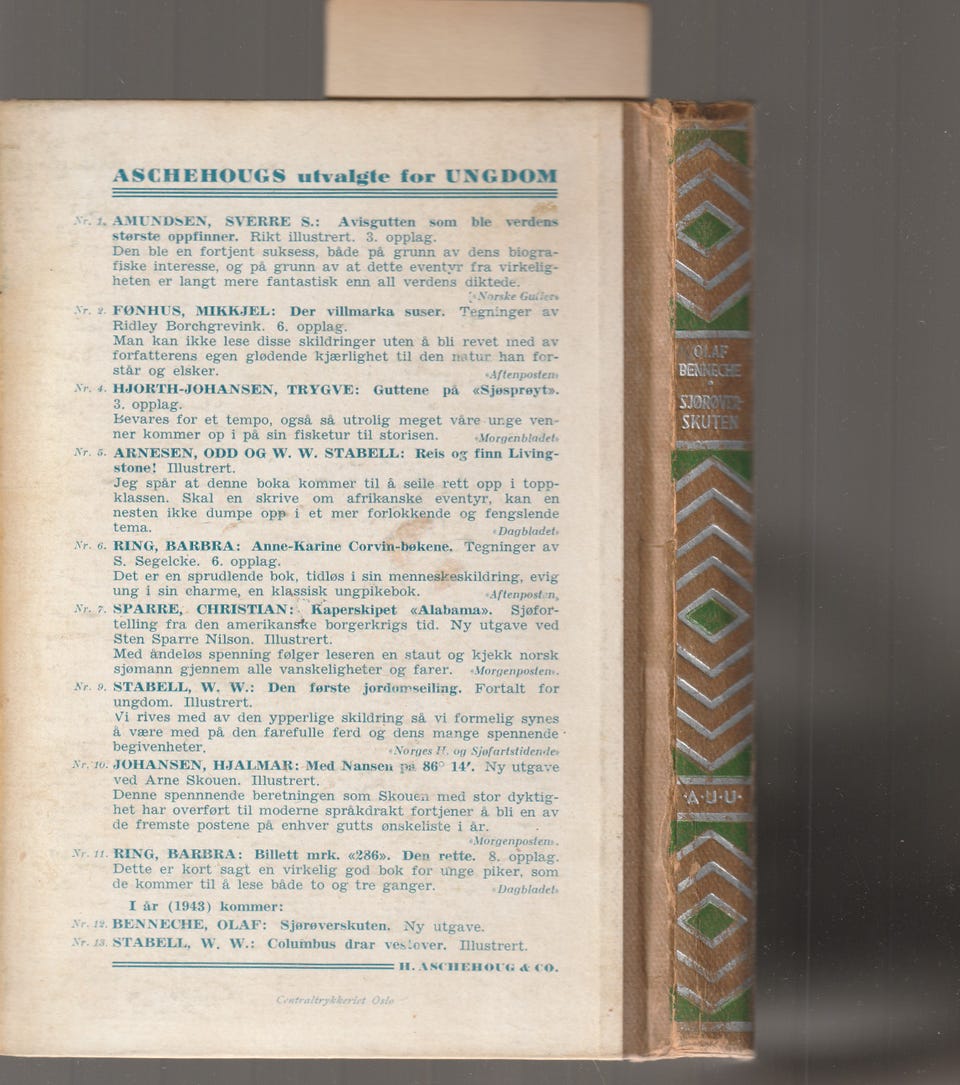 ASCHEHOUGS utvalgte for UNGDOM
Nr. 1. AMUNDSEN, SVERRE S.: Avisgutten som ble verdens
største oppfinner. Rikt illustrert. 3. opplag.
Den ble en fortjent suksess, både på grunn av dens biogra-
fiske interesse, og på grunn av at dette eventyr fra virkelig-
heten er langt mere fantastisk enn all verdens diktede.
«Norske Gutter»
Nr. 2. FØNHUS, MIKKJEL: Der villmarka suser. Tegninger av
Ridley Borchgrevink. 6. opplag.
Man kan ikke lese disse skildringer uten å bli revet med av
forfatterens egen glødende kjærlighet til den natur han for-
står og elsker. «Aftenposten»
Nr. 4. HJORTH-JOHANSEN, TRYGVE: Guttene på «Sjøsprøyt».
3. opplag.
Bevares for et tempo, også så utrolig meget våre unge ven-
ner kommer op i på sin fisketur til storisen. «Morgenbladet»
Nr. 5. ARNESEN, ODD OG W. W. STABELL: Reis og finn Living-
stone! Illustrert.
Jeg spår at denne boka kommer til å seile rett opp i topp-
klassen. Skal en skrive om afrikanske eventyr, kan en
nesten ikke dumpe opp i et mer forlokkende og fengslende
tema. «Dagbladet»
Nr. 6. RING, BARBRA: Anne-Karine Corvin-bøkene. Tegninger av
S. Segelcke. 6. opplag.
Det er en sprudlende bok, tidløs i sin menneskeskildring, evig
ung i sin charme, en klassisk ungpikebok. «Aftenposten»
Nr. 7. SPARRE, CHRISTIAN: Kaperskipet «Alabama». Sjøfor-
telling fra den amerikanske borgerkrigs tid. Ny utgave ved
Sten Sparre Nilson. Illustrert.
Med åndeløs spenning følger leseren en staut og kjekk norsk
sjømann gjennem alle vanskeligheter og farer. «Morgenposten».
Nr. 9. STABELL, W. W.: Den første jordomseiling. Fortalt for
ungdom. Illustrert.
Vi rives med av den ypperlige skildring så vi formelig synes
å være med på den farefulle ferd og dens mange spennende
begivenheter. «Norges H. og Sjøfartstidende»
Nr. 10. JOHANSEN, HJALMAR: Med Nansen på 86° 14′. Ny utgave
ved Arne Skouen. Illustrert.
Denne spennnende beretningen som Skouen med stor dyktig-
het har overført til moderne språkdrakt fortjener å bli en av
de fremste postene på enhver gutts ønskeliste i år.
«Morgenposten».
Nr. 11. RING, BARBRA: Billett mrk. «286». Den rette. 8. opplag.
Dette er kort sagt en virkelig god bok for unge piker, som
de kommer til å lese både to og tre ganger. «Dagbladet»
I år (1943) kommer:
Nr. 12. BENNECHE, OLAF: Sjørøverskuten. Ny utgave.
Nr. 13. STABELL, W. W.: Columbus drar vestover. Illustrert.
H. ASCHEHOUG & CO.
Centraltrykkeriet Oslo
OLAF
BENNECHE
•
SJØRØVER-
SKUTEN
·A·U·U·